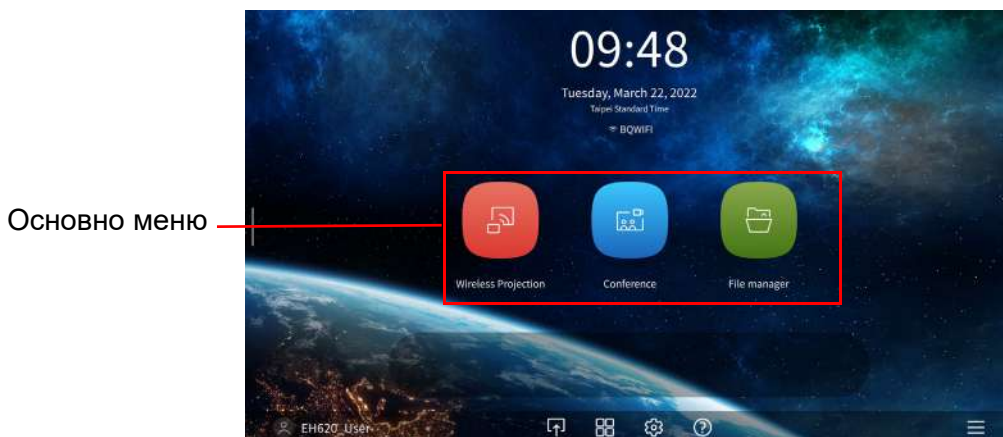 09:48
Tuesday, March 22, 2022
Taipei Standard Time
BQWIFI
Основно меню
Wireless Projection
Conference
File manager
EH620_User